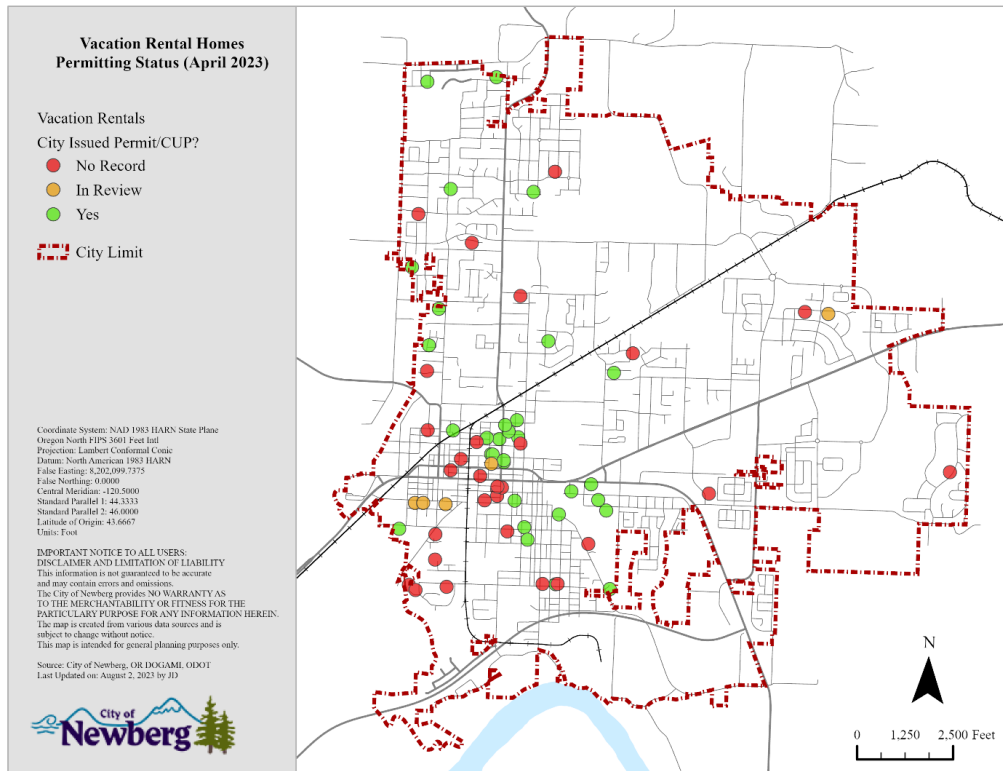 Vacation Rental Homes
Permitting Status (April 2023)
Vacation Rentals
City Issued Permit/CUP?
No Record
In Review
Yes
City Limit
Coordinate System: NAD 1983 HARN State Plane
Oregon North FIPS 3601 Feet Intl
Projection: Lambert Conformal Conic
Datum: North American 1983 HARN
False Easting: 8,202,099.7375
False Northing: 0.0000
Central Meridian: -120.5000
Standard Parallel 1: 44.3333
Standard Parallel 2: 46.0000
Latitude of Origin: 43.6667
Units: Foot
IMPORTANT NOTICE TO ALL USERS:
DISCLAIMER AND LIMITATION OF LIABILITY
This information is not guaranteed to be accurate
and may contain errors and omissions.
The City of Newberg provides NO WARRANTY AS
TO THE MERCHANTABILITY OR FITNESS FOR THE
PARTICULAR PURPOSE FOR ANY INFORMATION HEREIN.
The map is created from various data sources and is
subject to change without notice.
This map is intended for general planning purposes only.
Source: City of Newberg, OR DOGAMI, ODOT
Last Updated on: August 2, 2023 by JD
City of
Newberg
N
0 1,250 2,500 Feet